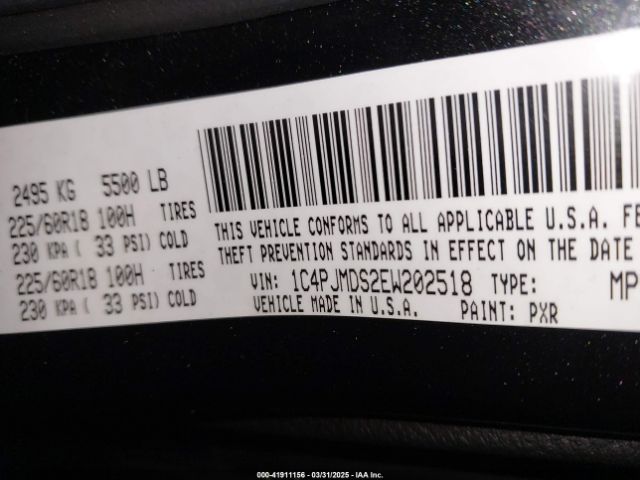 2495 KG 5500 LB
225/60R18 100H TIRES
230 KPA ( 33 PSI) COLD
225/60R18 100H TIRES
230 KPA ( 33 PSI) COLD
THIS VEHICLE CONFORMS TO ALL APPLICABLE U.S.A. FE
THEFT PREVENTION STANDARDS IN EFFECT ON THE DATE
VIN: 1C4PJMDS2EW202518 TYPE: MP
VEHICLE MADE IN U.S.A. PAINT: PXR
000-41911156 - 03/31/2025 - IAA Inc.